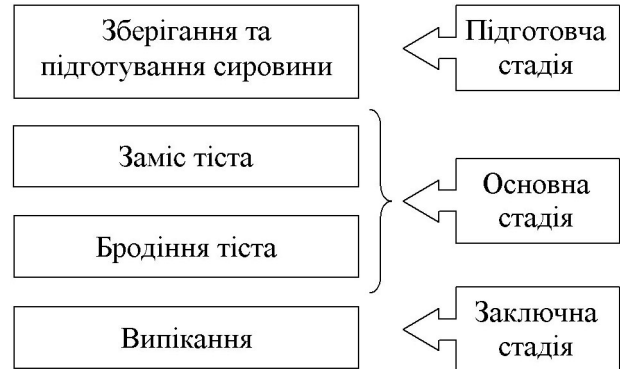 Зберігання та
підготування сировини
Підготовча
стадія
Заміс тіста
Бродіння тіста
Основна
стадія
Випікання
Заключна
стадія